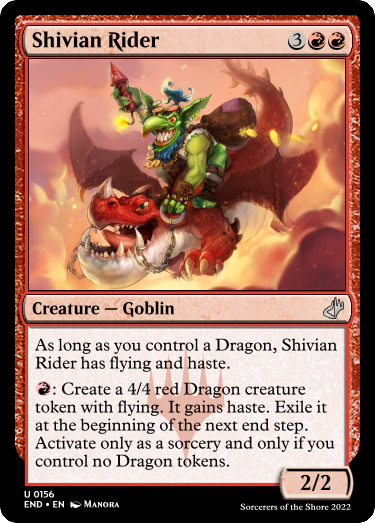 Shivian Rider 3
Creature — Goblin
As long as you control a Dragon, Shivian
Rider has flying and haste.
: Create a 4/4 red Dragon creature
token with flying. It gains haste. Exile it
at the beginning of the next end step.
Activate only as a sorcery and only if you
control no Dragon tokens.
2/2
U 0156
END • EN Manora
Sorcerers of the Shore 2022